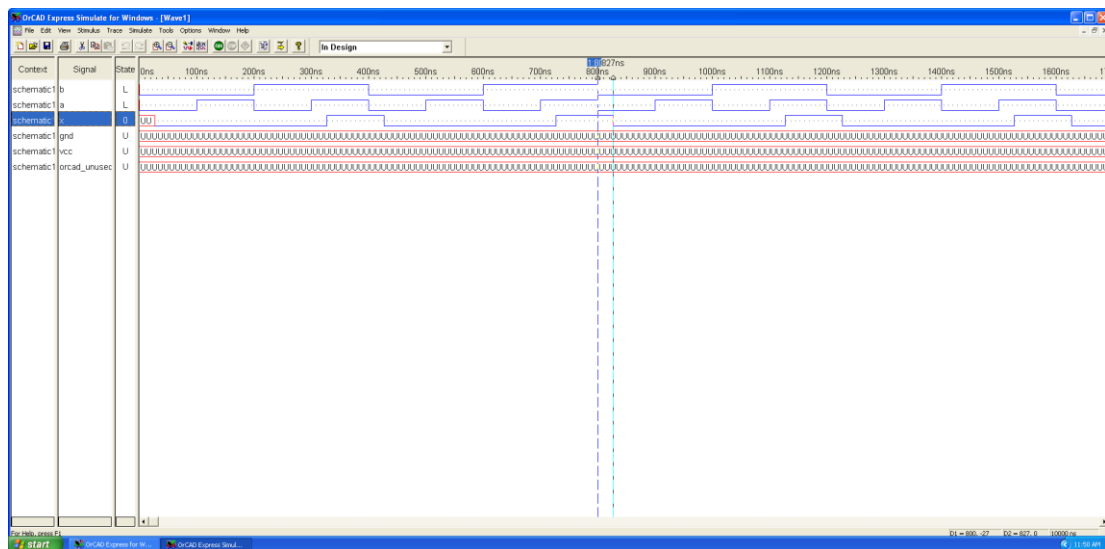 OrCAD Express Simulate for Windows - [Wave1]
File Edit View Stimulus Trace Simulate Tools Options Window Help
In Design
Context Signal State 0ns 100ns 200ns 300ns 400ns 500ns 600ns 700ns 800ns 827ns 900ns 1000ns 1100ns 1200ns 1300ns 1400ns 1500ns 1600ns
schematic1 b L
schematic1 a L
schematic1 x 0 UU
schematic1 gnd U
schematic1 vcc U
schematic1 orcad_unused U
For Help, press F1 D1 = 800, -27 D2 = 827, 0 10000 ns
start OrCAD Express for W... OrCAD Express Simul... 11:50 AM